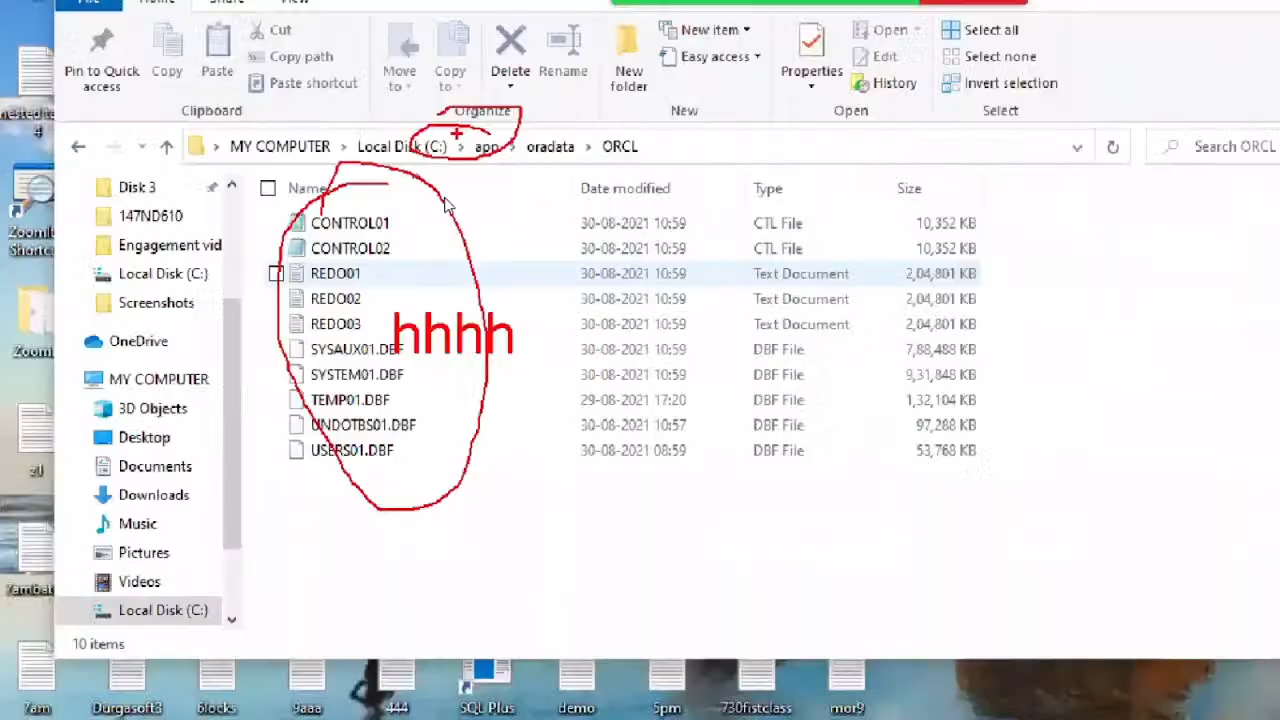 File Home Share View
Pin to Quick access
Copy
Paste
Cut
Copy path
Paste shortcut
Clipboard
Move to
Copy to
Delete
Rename
Organize
New folder
New item
Easy access
New
Properties
Open
Edit
History
Open
Select all
Select none
Invert selection
Select
MY COMPUTER > Local Disk (C:) > app > oradata > ORCL
Search ORCL
Disk 3
147ND610
Engagement vid
Local Disk (C:)
Screenshots
OneDrive
MY COMPUTER
3D Objects
Desktop
Documents
Downloads
Music
Pictures
Videos
Local Disk (C:)
Name Date modified Type Size
CONTROL01 30-08-2021 10:59 CTL File 10,352 KB
CONTROL02 30-08-2021 10:59 CTL File 10,352 KB
REDO01 30-08-2021 10:59 Text Document 2,04,801 KB
REDO02 30-08-2021 10:59 Text Document 2,04,801 KB
REDO03 30-08-2021 10:59 Text Document 2,04,801 KB
hhhh
SYSAUX01.DBF 30-08-2021 10:59 DBF File 7,88,488 KB
SYSTEM01.DBF 30-08-2021 10:59 DBF File 9,31,848 KB
TEMP01.DBF 29-08-2021 17:20 DBF File 1,32,104 KB
UNDOTBS01.DBF 30-08-2021 10:57 DBF File 97,288 KB
USERS01.DBF 30-08-2021 08:59 DBF File 53,768 KB
10 items
4
ZoomI
Shortc
ZoomI
zll
7am
Durgasoft3
6locks
9aaa
444
SQL Plus
demo
5pm
730fistclass
mor9